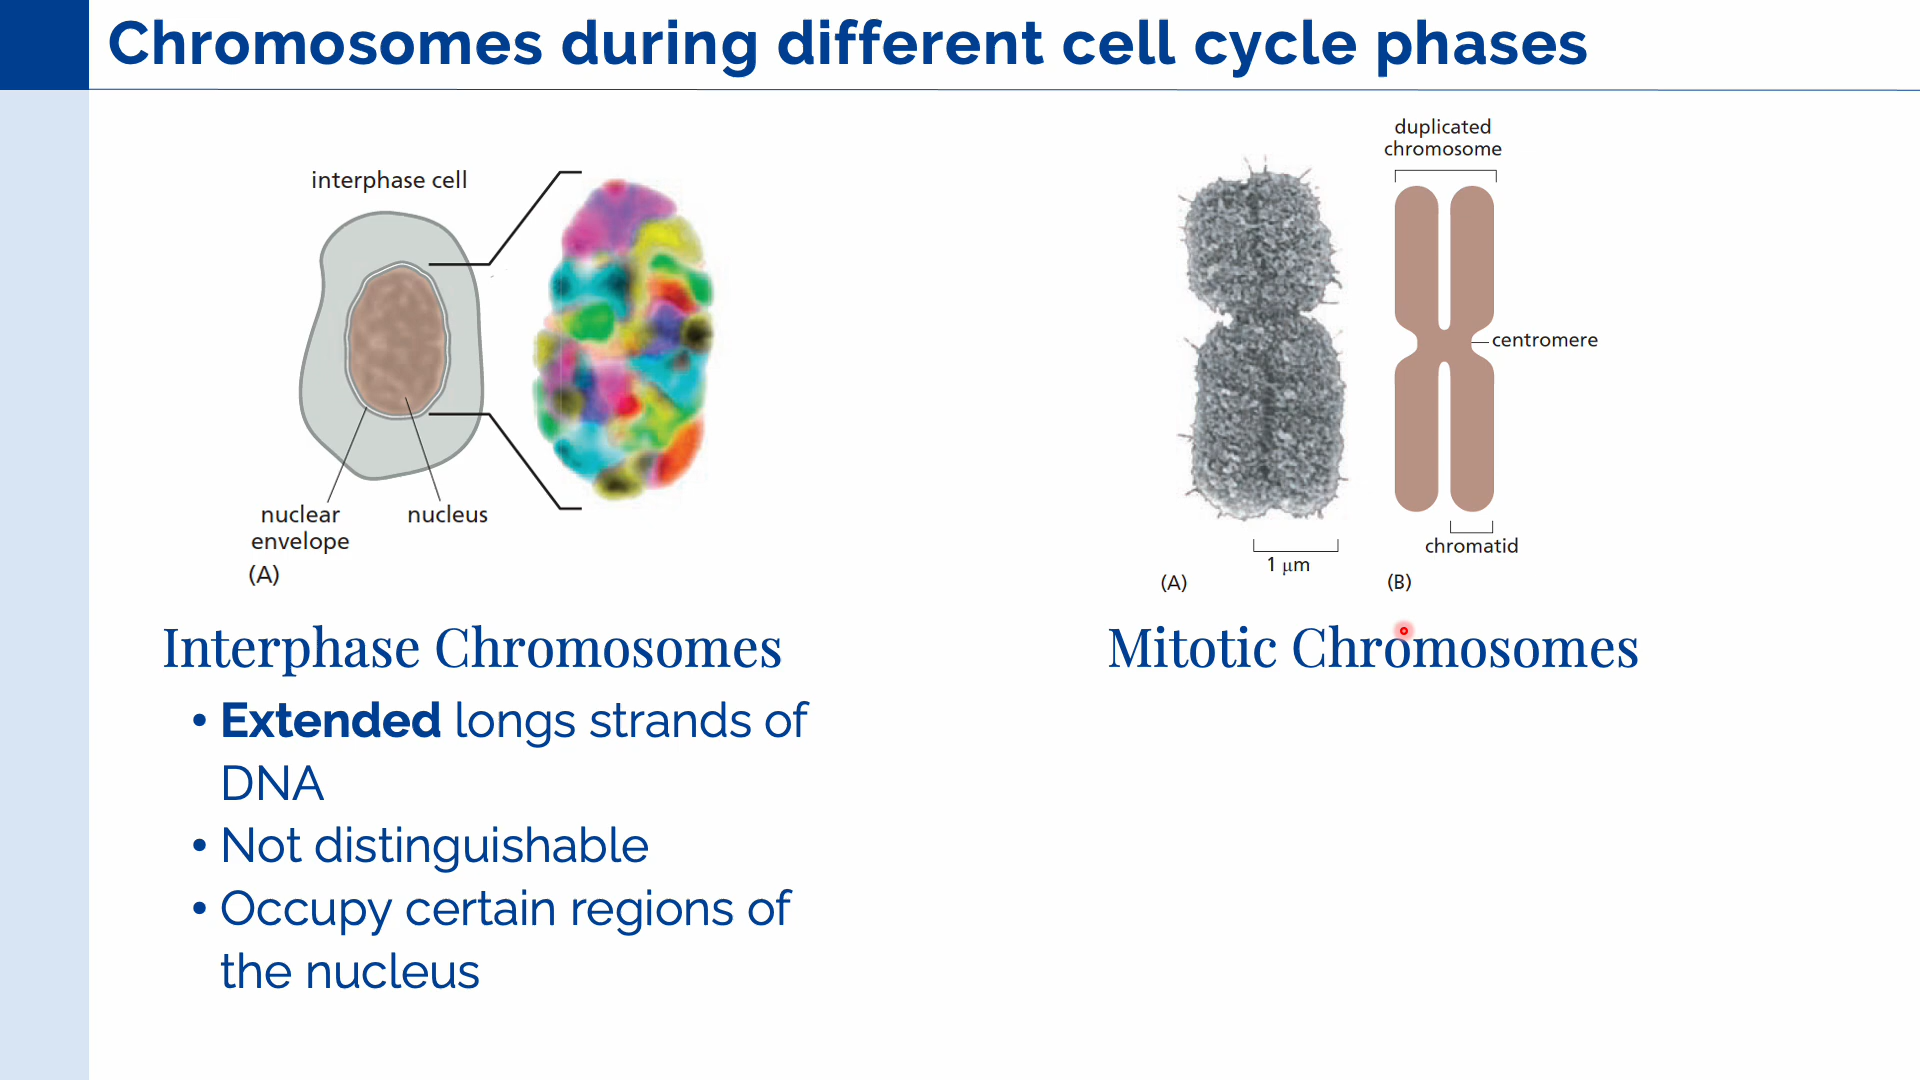 Chromosomes during different cell cycle phases
interphase cell
nuclear
envelope
nucleus
(A)
Interphase Chromosomes
• Extended longs strands of
DNA
• Not distinguishable
• Occupy certain regions of
the nucleus
duplicated
chromosome
centromere
chromatid
1 μm
(A)
(B)
Mitotic Chromosomes